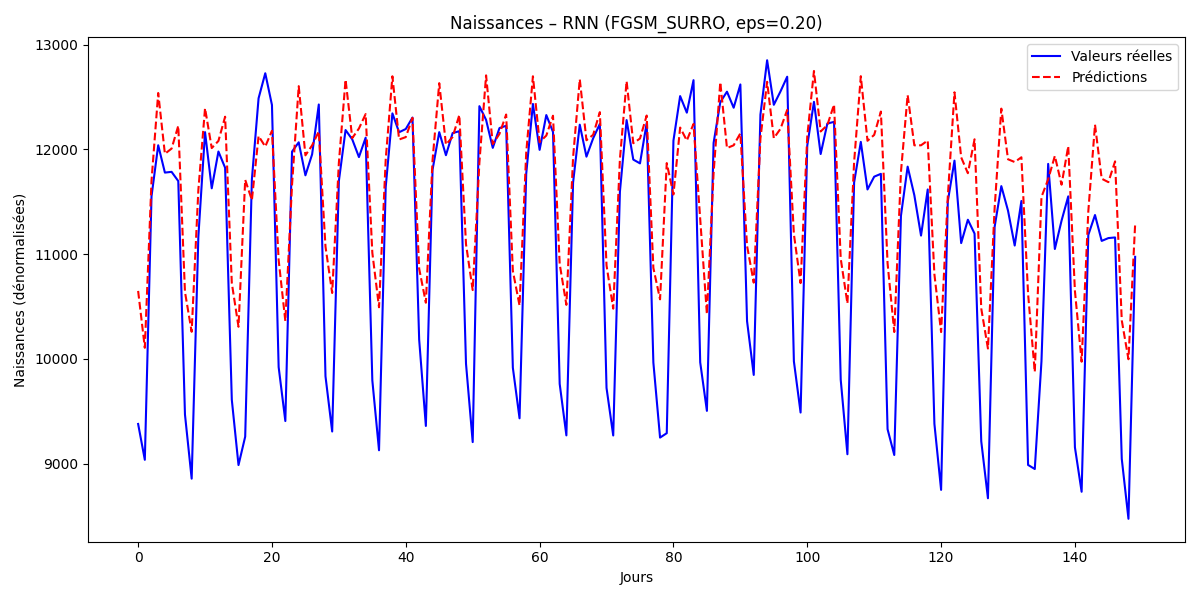 Naissances – RNN (FGSM_SURRO, eps=0.20)
Valeurs réelles
Prédictions
Naissances (dénormalisées)
13000
12000
11000
10000
9000
0 20 40 60 80 100 120 140
Jours